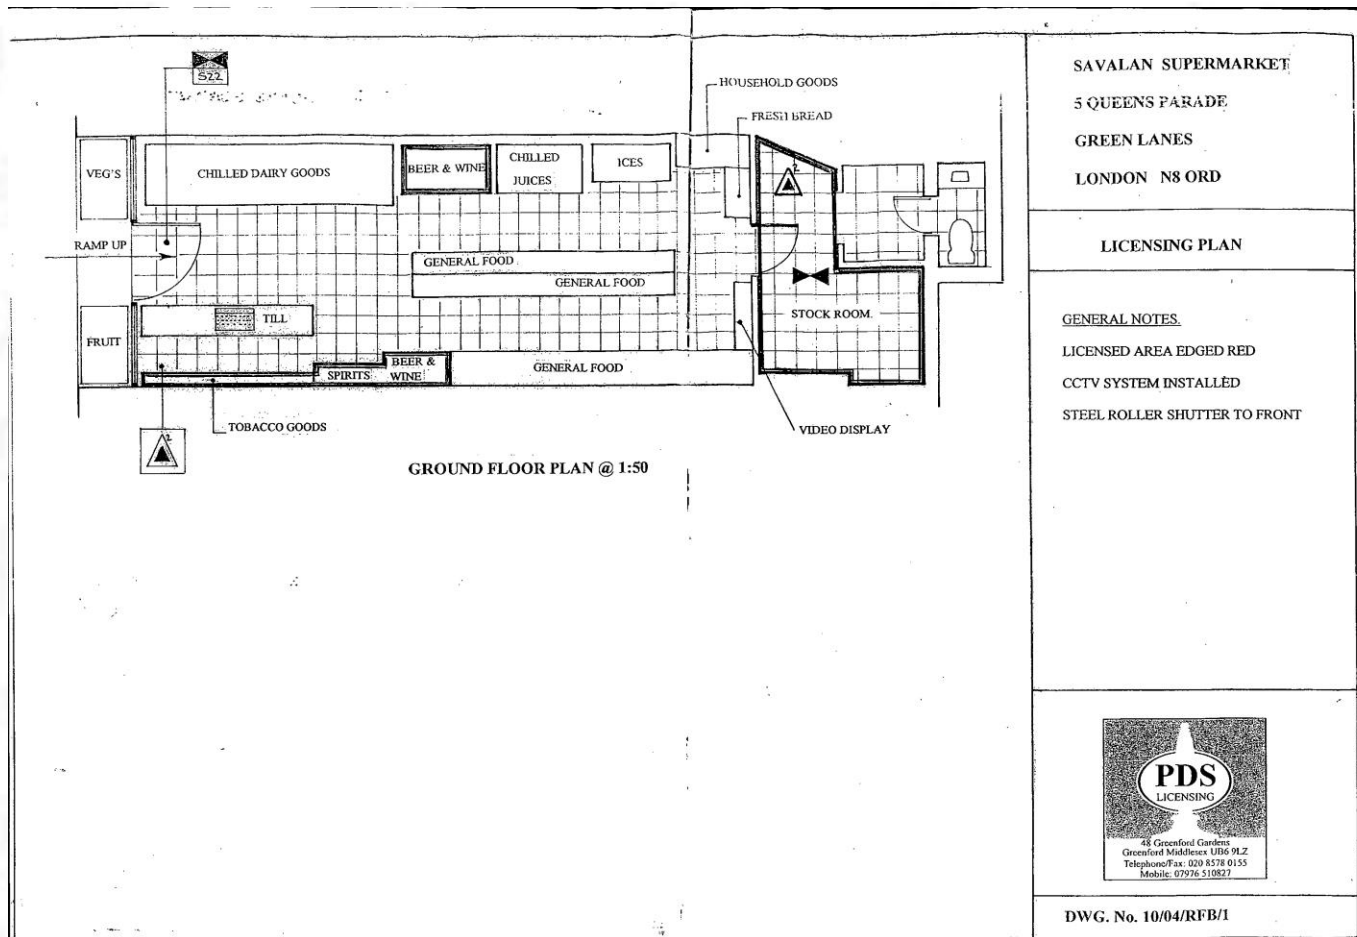 S22
HOUSEHOLD GOODS
FRESH BREAD
VEG'S
CHILLED DAIRY GOODS
BEER & WINE
CHILLED
JUICES
ICES
2
RAMP UP
GENERAL FOOD
GENERAL FOOD
TILL
STOCK ROOM.
FRUIT
SPIRITS
BEER &
WINE
GENERAL FOOD
TOBACCO GOODS
2
VIDEO DISPLAY
GROUND FLOOR PLAN @ 1:50
SAVALAN SUPERMARKET
5 QUEENS PARADE
GREEN LANES
LONDON N8 ORD
LICENSING PLAN
GENERAL NOTES.
LICENSED AREA EDGED RED
CCTV SYSTEM INSTALLED
STEEL ROLLER SHUTTER TO FRONT
PDS
LICENSING
48 Greenford Gardens
Greenford Middlesex UB6 9LZ
Telephone/Fax: 020 8578 0155
Mobile: 07976 510827
DWG. No. 10/04/RFB/1